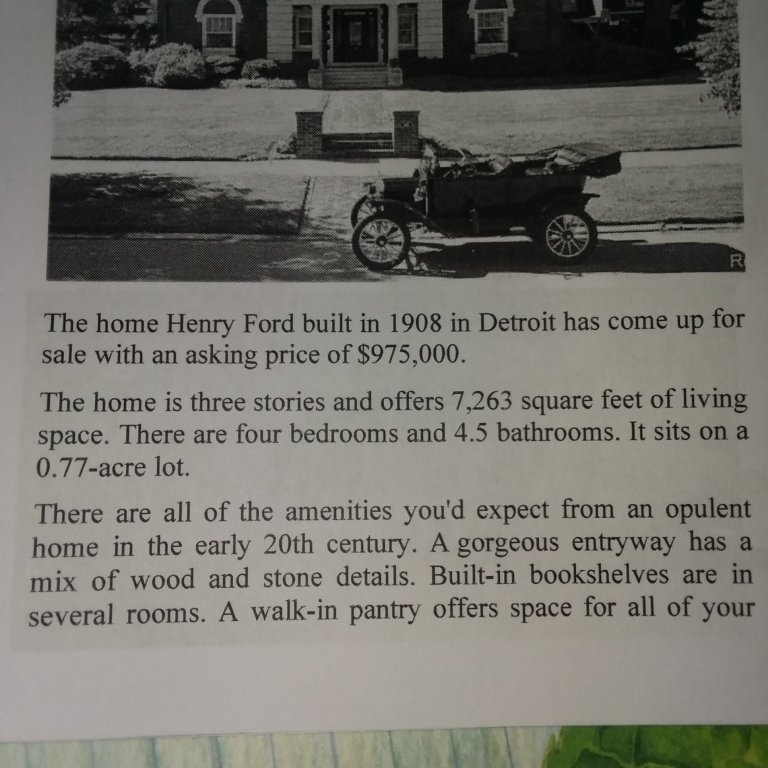 R
The home Henry Ford built in 1908 in Detroit has come up for
sale with an asking price of $975,000.
The home is three stories and offers 7,263 square feet of living
space. There are four bedrooms and 4.5 bathrooms. It sits on a
0.77-acre lot.
There are all of the amenities you'd expect from an opulent
home in the early 20th century. A gorgeous entryway has a
mix of wood and stone details. Built-in bookshelves are in
several rooms. A walk-in pantry offers space for all of your